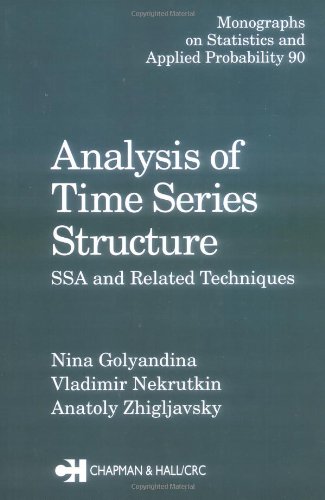 Monographs
on Statistics and
Applied Probability 90
Analysis of
Time Series
Structure
SSA and Related Techniques
Nina Golyandina
Vladimir Nekrutkin
Anatoly Zhigljavsky
CH CHAPMAN & HALL/CRC